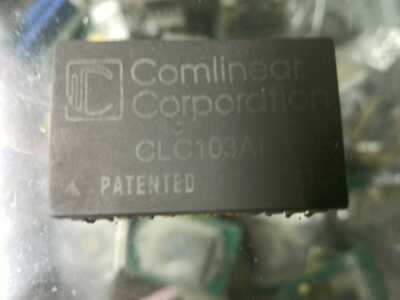 Comlinear
Corporation
CLC103AI
PATENTED